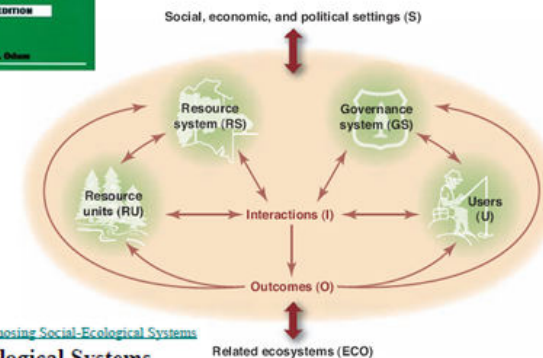 EDITION
Odum
Social, economic, and political settings (S)
Resource
system (RS)
Governance
system (GS)
Resource
units (RU)
Users
(U)
Interactions (I)
Outcomes (O)
Social-Ecological Systems
Systems
Related ecosystems (ECO)